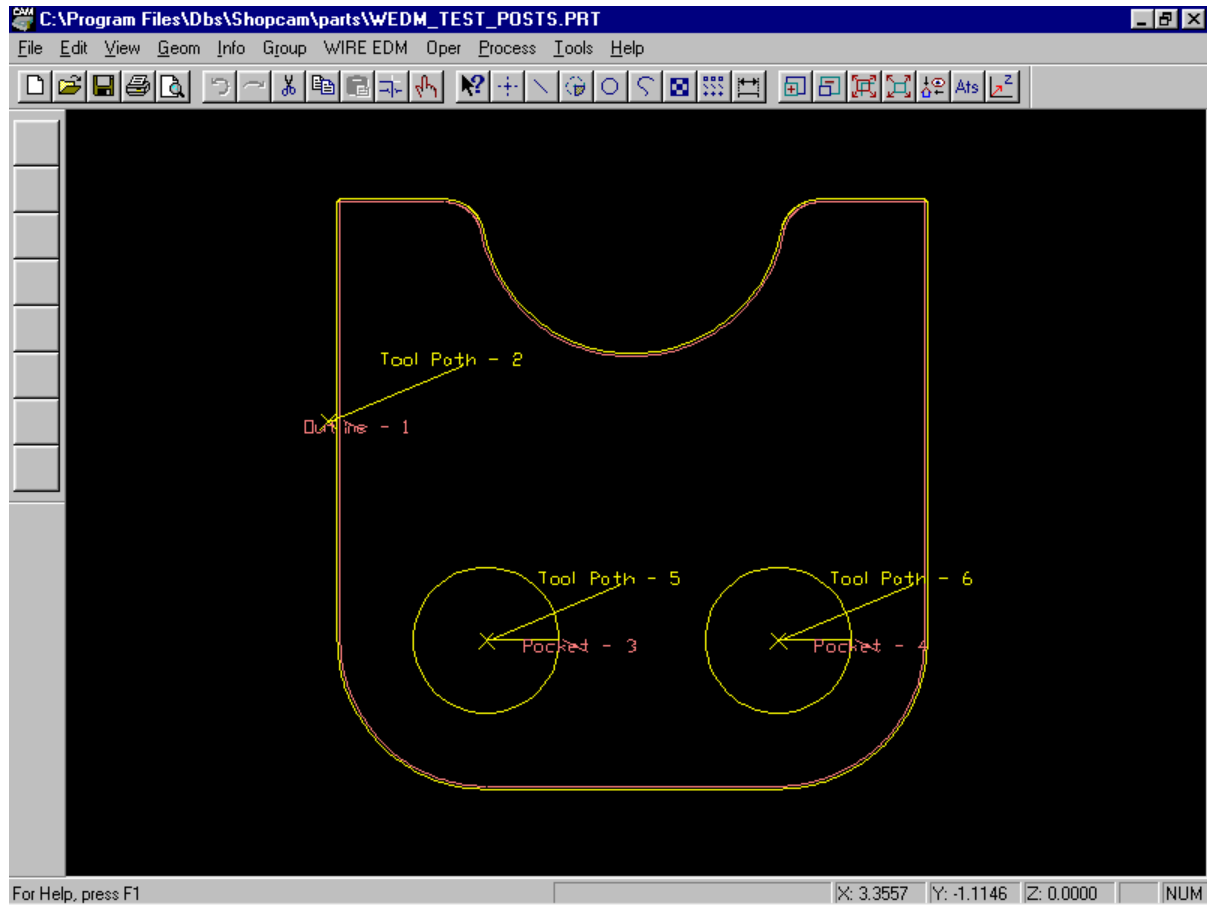 C:\Program Files\Dbs\Shopcam\parts\WEDM_TEST_POSTS.PRT
File Edit View Geom Info Group WIRE EDM Oper Process Tools Help
Ats Z
Tool Path - 2
Outline - 1
Tool Path - 5 Tool Path - 6
Pocket - 3 Pocket - 4
For Help, press F1 X: 3.3557 Y: -1.1146 Z: 0.0000 NUM